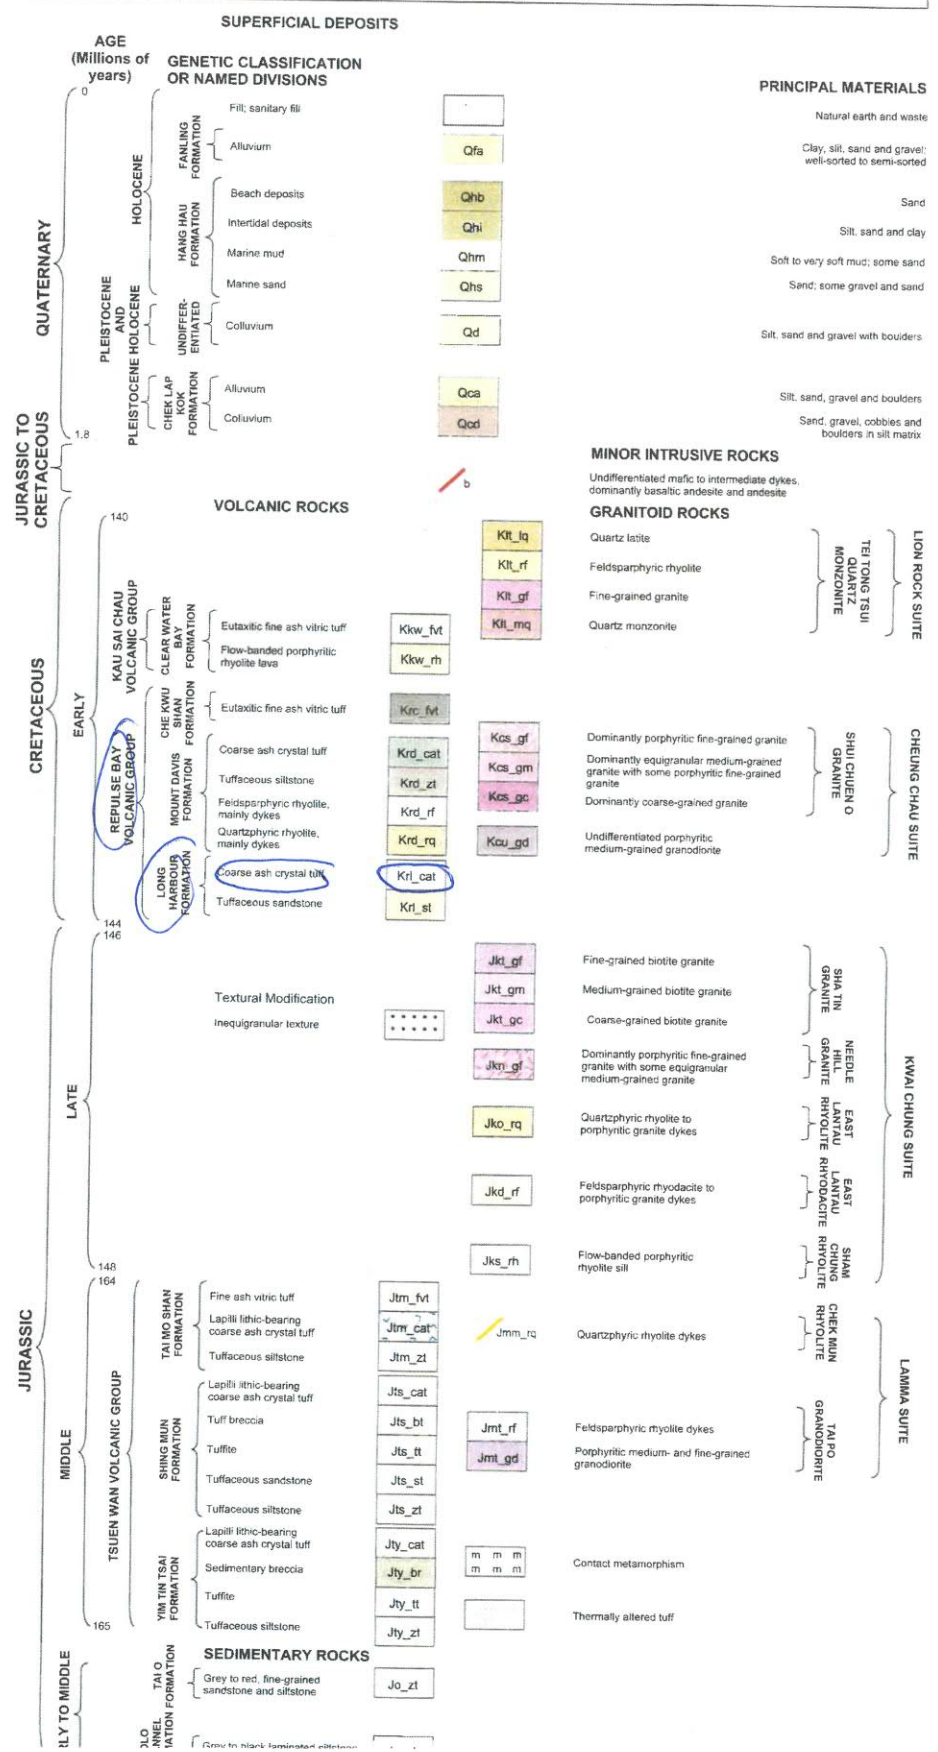 SUPERFICIAL DEPOSITS
AGE
(Millions of
years)
GENETIC CLASSIFICATION
OR NAMED DIVISIONS
PRINCIPAL MATERIALS
0
QUATERNARY
HOLOCENE
Fill; sanitary fill
Natural earth and waste
FANLING
FORMATION
Alluvium
Qfa
Clay, silt, sand and gravel;
well-sorted to semi-sorted
HANG HAU
FORMATION
Beach deposits
Qhb
Sand
Intertidal deposits
Qhi
Silt, sand and clay
Marine mud
Qhm
Soft to very soft mud; some sand
Marine sand
Qhs
Sand; some gravel and sand
PLEISTOCENE
AND
HOLOCENE
UNDIFFER-
ENTIATED
Colluvium
Qd
Silt, sand and gravel with boulders
PLEISTOCENE
CHEK LAP
KOK
FORMATION
Alluvium
Qca
Silt, sand, gravel and boulders
Colluvium
Qcd
Sand, gravel, cobbles and
boulders in silt matrix
1.8
JURASSIC TO
CRETACEOUS
MINOR INTRUSIVE ROCKS
b
Undifferentiated mafic to intermediate dykes,
dominantly basaltic andesite and andesite
VOLCANIC ROCKS
GRANITOID ROCKS
140
CRETACEOUS
EARLY
Klt_lq
Quartz latite
Klt_rf
Feldsparphyric rhyolite
Klt_gf
Fine-grained granite
Klt_mq
Quartz monzonite
TEI TONG TSUI
QUARTZ
MONZONITE
LION ROCK SUITE
KAU SAI CHAU
VOLCANIC GROUP
CLEAR WATER
BAY
FORMATION
Eutaxitic fine ash vitric tuff
Kkw_fvt
Flow-banded porphyritic
rhyolite lava
Kkw_rh
REPULSE BAY
VOLCANIC GROUP
CHE KWU
SHAN
FORMATION
Eutaxitic fine ash vitric tuff
Krc_fvt
MOUNT DAVIS
FORMATION
Coarse ash crystal tuff
Krd_cat
Tuffaceous siltstone
Krd_zt
Feldsparphyric rhyolite,
mainly dykes
Krd_rf
Quartzphyric rhyolite,
mainly dykes
Krd_rq
Kcs_gf
Dominantly porphyritic fine-grained granite
Kcs_gm
Dominantly equigranular medium-grained
granite with some porphyritic fine-grained
granite
Kcs_gc
Dominantly coarse-grained granite
Kcu_gd
Undifferentiated porphyritic
medium-grained granodiorite
SHUI CHUEN O
GRANITE
CHEUNG CHAU SUITE
LONG
HARBOUR
FORMATION
Coarse ash crystal tuff
Krl_cat
Tuffaceous sandstone
Krl_st
144
146
JURASSIC
LATE
Textural Modification
Inequigranular texture
Jkt_gf
Fine-grained biotite granite
Jkt_gm
Medium-grained biotite granite
Jkt_gc
Coarse-grained biotite granite
SHA TIN
GRANITE
Jkn_gf
Dominantly porphyritic fine-grained
granite with some equigranular
medium-grained granite
NEEDLE
HILL
GRANITE
Jko_rq
Quartzphyric rhyolite to
porphyritic granite dykes
EAST
LANTAU
RHYOLITE
Jkd_rf
Feldsparphyric rhyodacite to
porphyritic granite dykes
EAST
LANTAU
RHYODACITE
Jks_rh
Flow-banded porphyritic
rhyolite sill
SHAM
CHUNG
RHYOLITE
KWAI CHUNG SUITE
148
164
MIDDLE
TSUEN WAN VOLCANIC GROUP
TAI MO SHAN
FORMATION
Fine ash vitric tuff
Jtm_fvt
Lapilli lithic-bearing
coarse ash crystal tuff
Jtm_cat
Tuffaceous siltstone
Jtm_zt
Jmm_rq
Quartzphyric rhyolite dykes
CHEK MUN
RHYOLITE
SHING MUN
FORMATION
Lapilli lithic-bearing
coarse ash crystal tuff
Jts_cat
Tuff breccia
Jts_bt
Tuffite
Jts_tt
Tuffaceous sandstone
Jts_st
Tuffaceous siltstone
Jts_zt
Jmt_rf
Feldsparphyric rhyolite dykes
Jmt_gd
Porphyritic medium- and fine-grained
granodiorite
TAI PO
GRANODIORITE
LAMMA SUITE
YIM TIN TSAI
FORMATION
Lapilli lithic-bearing
coarse ash crystal tuff
Jty_cat
Sedimentary breccia
Jty_br
Tuffite
Jty_tt
Tuffaceous siltstone
Jty_zt
m m m
m m m
Contact metamorphism
Thermally altered tuff
165
SEDIMENTARY ROCKS
RLY TO MIDDLE
TAI O
FORMATION
Grey to red, fine-grained
sandstone and siltstone
Jo_zt
OLO
NNEL
MATION
Grey to black laminated siltstone